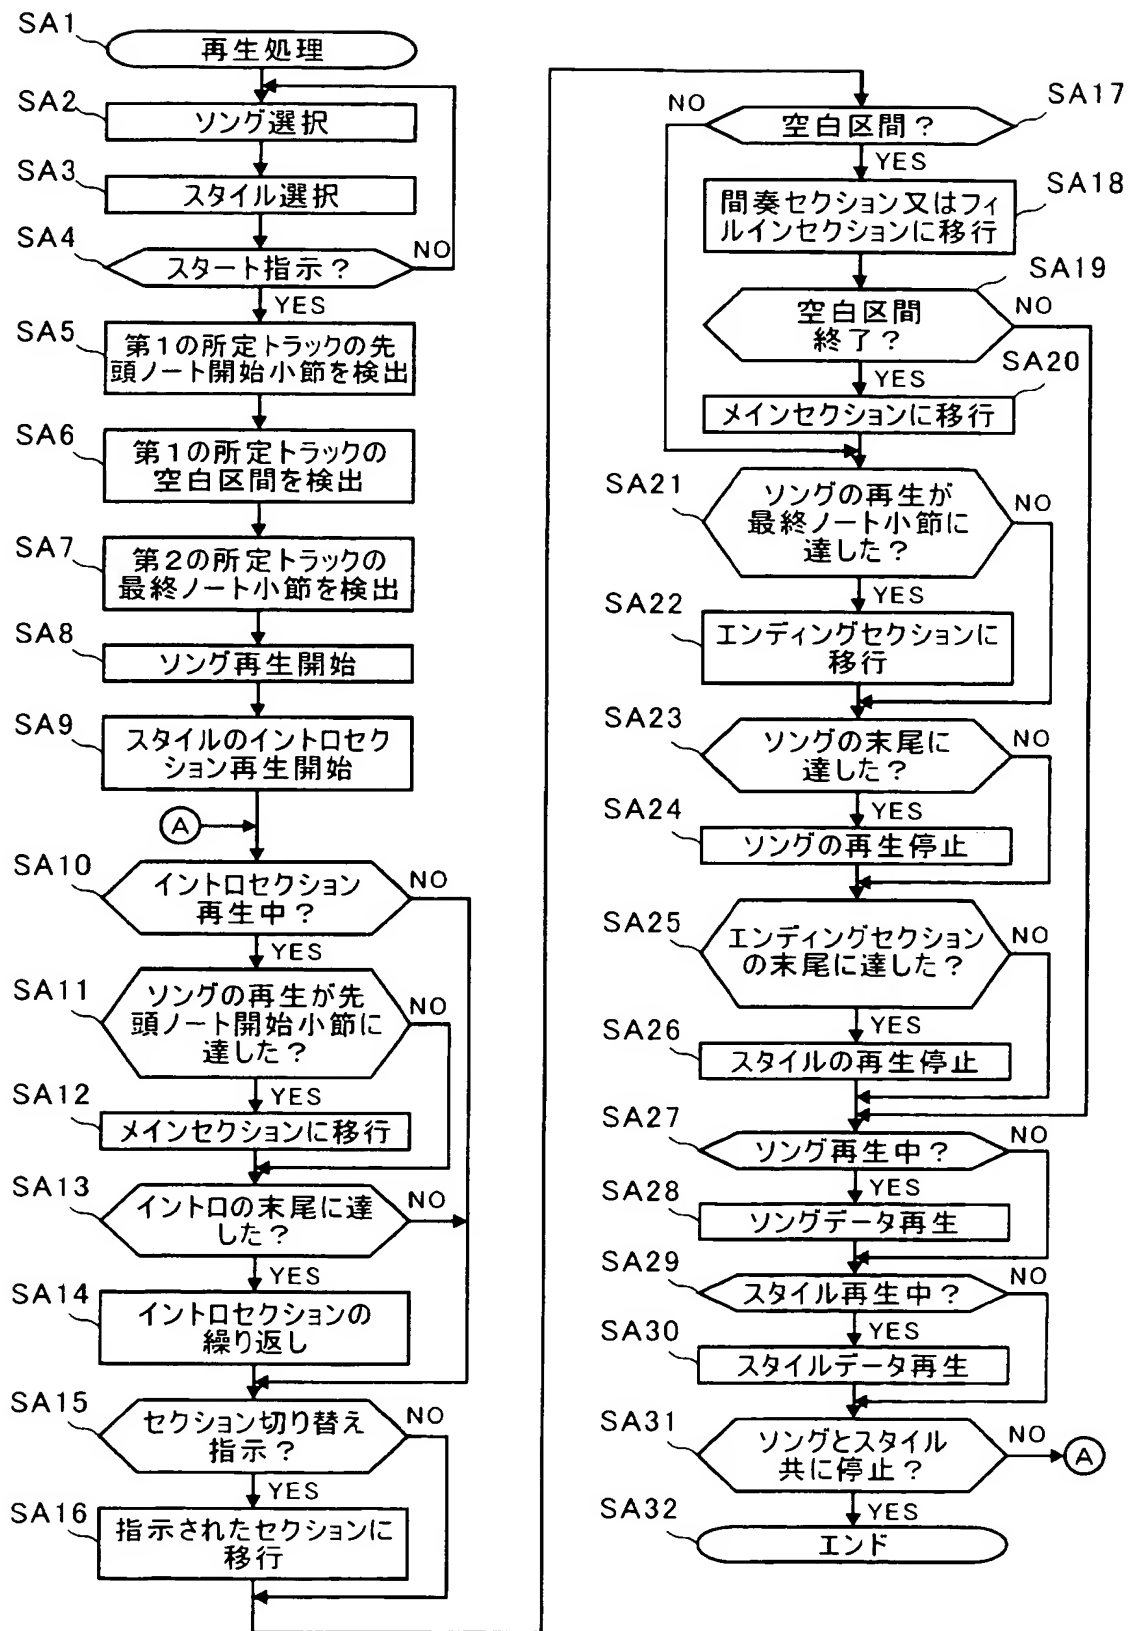 SA1
再生処理
SA2
ソング選択
SA3
スタイル選択
SA4
スタート指示？
NO
YES
SA5
第1の所定トラックの先
頭ノート開始小節を検出
SA6
第1の所定トラックの
空白区間を検出
SA7
第2の所定トラックの
最終ノート小節を検出
SA8
ソング再生開始
SA9
スタイルのイントロセク
ション再生開始
A
SA10
イントロセクション
再生中？
NO
YES
SA11
ソングの再生が先
頭ノート開始小節に
達した？
NO
YES
SA12
メインセクションに移行
SA13
イントロの末尾に達
した？
NO
YES
SA14
イントロセクションの
繰り返し
SA15
セクション切り替え
指示？
NO
YES
SA16
指示されたセクションに
移行
SA17
空白区間？
NO
YES
SA18
間奏セクション又はフィ
ルインセクションに移行
SA19
空白区間
終了？
NO
YES
SA20
メインセクションに移行
SA21
ソングの再生が
最終ノート小節に
達した？
NO
YES
SA22
エンディングセクションに
移行
SA23
ソングの末尾に
達した？
NO
YES
SA24
ソングの再生停止
SA25
エンディングセクション
の末尾に達した？
NO
YES
SA26
スタイルの再生停止
SA27
ソング再生中？
NO
YES
SA28
ソングデータ再生
SA29
スタイル再生中？
NO
YES
SA30
スタイルデータ再生
SA31
ソングとスタイル
共に停止？
NO
A
YES
SA32
エンド